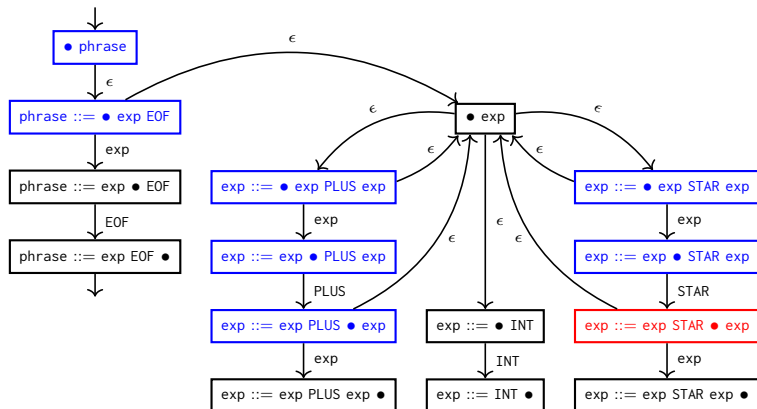 ● phrase
ϵ
ϵ
phrase ::= ● exp EOF
● exp
ϵ
ϵ
exp
ϵ
ϵ
phrase ::= exp ● EOF
exp ::= ● exp PLUS exp
exp ::= ● exp STAR exp
EOF
exp
ϵ
exp
phrase ::= exp EOF ●
ϵ
ϵ
exp ::= exp ● PLUS exp
exp ::= exp ● STAR exp
PLUS
STAR
exp ::= exp PLUS ● exp
exp ::= ● INT
exp ::= exp STAR ● exp
exp
INT
exp
exp ::= exp PLUS exp ●
exp ::= INT ●
exp ::= exp STAR exp ●